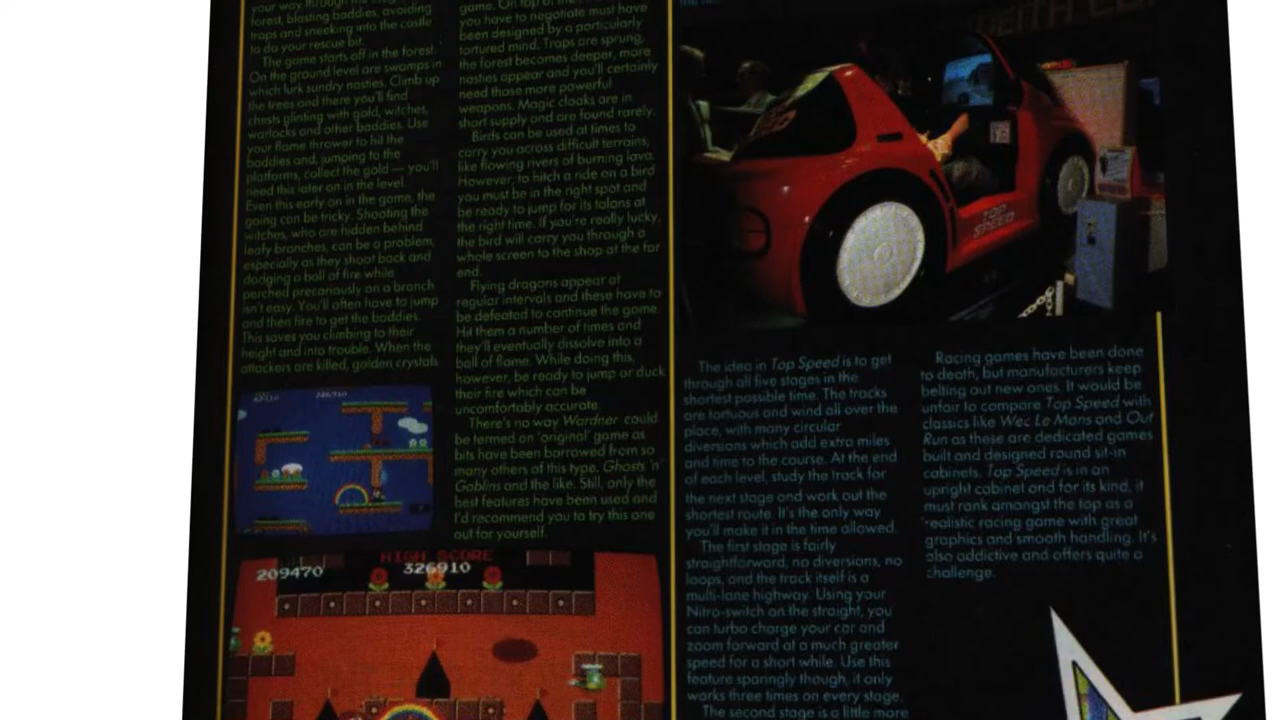 your way through the
forest, blasting baddies, avoiding
traps and sneeking into the castle
to do your rescue bit.
The game starts off in the forest.
On the ground level are swamps in
which lurk sundry nasties. Climb up
the trees and there you'll find
chests glinting with gold, witches,
warlocks and other baddies. Use
your flame thrower to hit the
baddies and, jumping to the
platforms, collect the gold — you'll
need this later on in the level.
Even this early on in the game, the
going can be tricky. Shooting the
witches, who are hidden behind
leafy branches, can be a problem,
especially as they shoot back and
dodging a ball of fire while
perched precariously on a branch
isn't easy. You'll often have to jump
and then fire to get the baddies.
This saves you climbing to their
height and into trouble. When the
attackers are killed, golden crystals
326910
game. On top of
you have to negotiate must have
been designed by a particularly
tortured mind. Traps are sprung,
the forest becomes deeper, more
nasties appear and you'll certainly
need those more powerful
weapons. Magic cloaks are in
short supply and are found rarely.
Birds can be used at times to
carry you across difficult terrains,
like flowing rivers of burning lava.
However, to hitch a ride on a bird
you must be in the right spot and
be ready to jump for its talons at
the right time. If you're really lucky,
the bird will carry you through a
whole screen to the shop at the far
end.
Flying dragons appear at
regular intervals and these have to
be defeated to continue the game.
Hit them a number of times and
they'll eventually dissolve into a
ball of flame. While doing this,
however, be ready to jump or duck
their fire which can be
uncomfortably accurate.
There's no way Wardner could
be termed an 'original' game as
bits have been borrowed from so
many others of this type, Ghosts 'n'
Goblins and the like. Still, only the
best features have been used and
I'd recommend you to try this one
out for yourself.
HIGH SCORE
209470 326910
TOP
SPEED
The idea in Top Speed is to get
through all five stages in the
shortest possible time. The tracks
are tortuous and wind all over the
place, with many circular
diversions which add extra miles
and time to the course. At the end
of each level, study the track for
the next stage and work out the
shortest route. It's the only way
you'll make it in the time allowed.
The first stage is fairly
straightforward, no diversions, no
loops, and the track itself is a
multi-lane highway. Using your
Nitro-switch on the straight, you
can turbo charge your car and
zoom forward at a much greater
speed for a short while. Use this
feature sparingly though, it only
works three times on every stage.
The second stage is a little more
Racing games have been done
to death, but manufacturers keep
belting out new ones. It would be
unfair to compare Top Speed with
classics like Wec Le Mans and Out
Run as these are dedicated games
built and designed round sit-in
cabinets. Top Speed is in an
upright cabinet and for its kind, it
must rank amongst the top as a
realistic racing game with great
graphics and smooth handling. It's
also addictive and offers quite a
challenge.